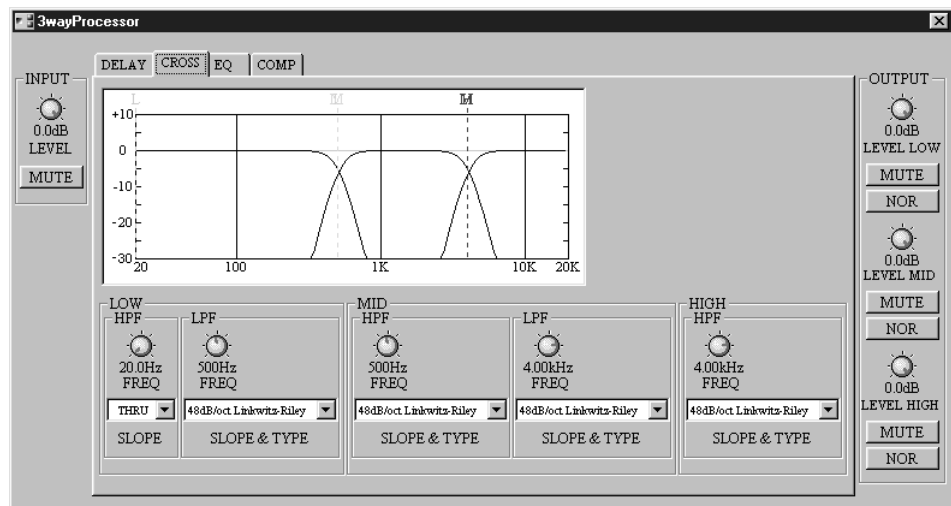 3wayProcessor
DELAY CROSS EQ COMP
INPUT
0.0dB
LEVEL
MUTE
L
+10
0
-10
-20
-30
20 100 1K 10K 20K
LOW
HPF
20.0Hz
FREQ
THRU
SLOPE
LPF
500Hz
FREQ
48dB/oct Linkwitz-Riley
SLOPE & TYPE
MID
HPF
500Hz
FREQ
48dB/oct Linkwitz-Riley
SLOPE & TYPE
LPF
4.00kHz
FREQ
48dB/oct Linkwitz-Riley
SLOPE & TYPE
HIGH
HPF
4.00kHz
FREQ
48dB/oct Linkwitz-Riley
SLOPE & TYPE
OUTPUT
0.0dB
LEVEL LOW
MUTE
NOR
0.0dB
LEVEL MID
MUTE
NOR
0.0dB
LEVEL HIGH
MUTE
NOR